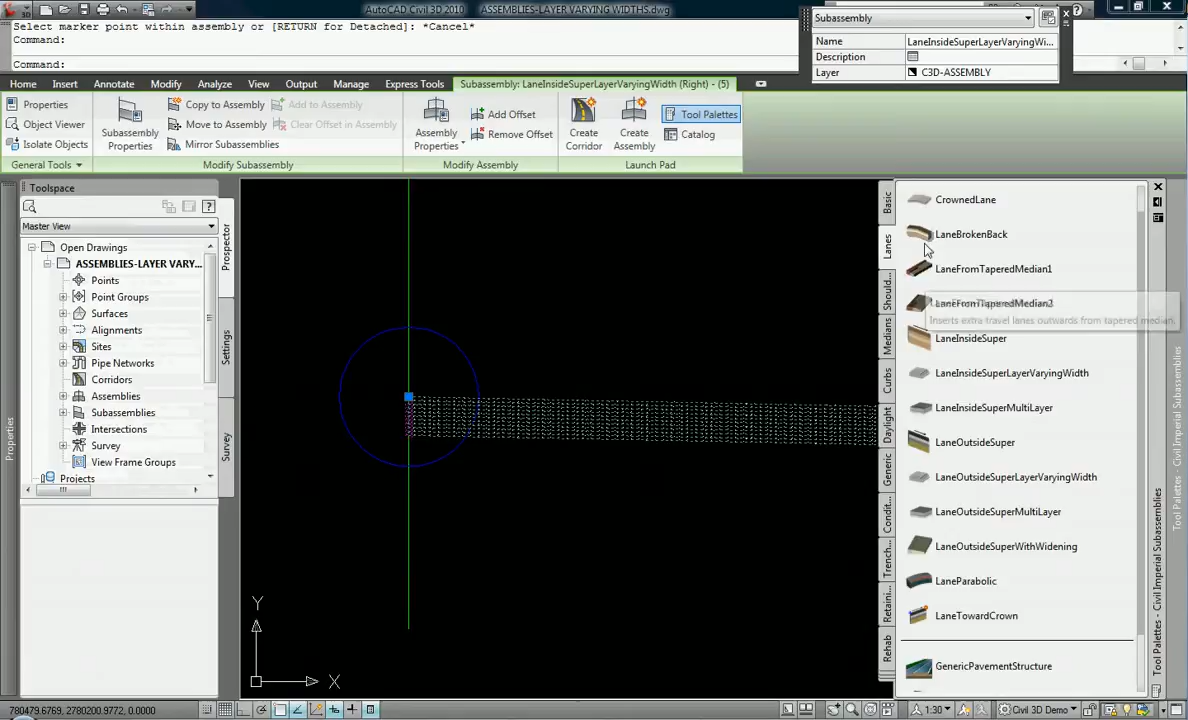 AutoCAD Civil 3D 2010 ASSEMBLIES-LAYER VARYING WIDTHS.dwg
Select marker point within assembly or [RETURN for Detached]: *Cancel*
Command:
Command:
Subassembly
Name LaneInsideSuperLayerVaryingWi...
Description
Layer C3D-ASSEMBLY
Home Insert Annotate Modify Analyze View Output Manage Express Tools Subassembly: LaneInsideSuperLayerVaryingWidth (Right) - (5)
Properties
Object Viewer
Isolate Objects
General Tools
Subassembly
Properties
Copy to Assembly
Add to Assembly
Move to Assembly
Clear Offset in Assembly
Mirror Subassemblies
Modify Subassembly
Assembly
Properties
Add Offset
Remove Offset
Modify Assembly
Create
Corridor
Create
Assembly
Tool Palettes
Catalog
Launch Pad
Toolspace
Master View
Open Drawings
ASSEMBLIES-LAYER VARY...
Points
Point Groups
Surfaces
Alignments
Sites
Pipe Networks
Corridors
Assemblies
Subassemblies
Intersections
Survey
View Frame Groups
Projects
Prospector
Settings
Survey
Properties
Y
X
Basic
Lanes
Should...
Medians
Curbs
Daylight
Generic
Condit...
Trench...
Retaini...
Rehab
CrownedLane
LaneBrokenBack
LaneFromTaperedMedian1
LaneFromTaperedMedian2
Inserts extra travel lanes outwards from tapered median.
LaneInsideSuper
LaneInsideSuperLayerVaryingWidth
LaneInsideSuperMultiLayer
LaneOutsideSuper
LaneOutsideSuperLayerVaryingWidth
LaneOutsideSuperMultiLayer
LaneOutsideSuperWithWidening
LaneParabolic
LaneTowardCrown
GenericPavementStructure
Tool Palettes - Civil Imperial Subassemblies
780479.6769, 2780200.9772, 0.0000
1:30
Civil 3D Demo